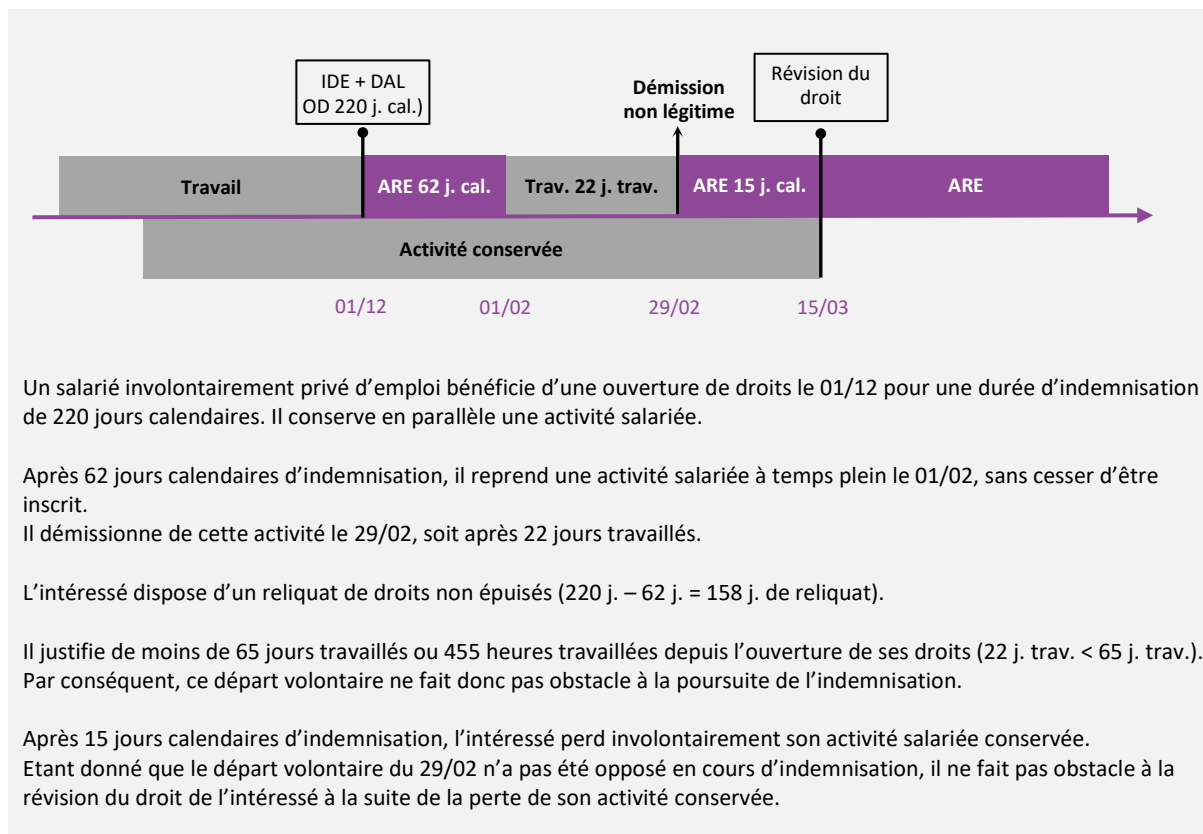 IDE + DAL
OD 220 j. cal.)
Démission
non légitime
Révision du
droit
Travail
ARE 62 j. cal.
Trav. 22 j. trav.
ARE 15 j. cal.
ARE
Activité conservée
01/12
01/02
29/02
15/03
Un salarié involontairement privé d’emploi bénéficie d’une ouverture de droits le 01/12 pour une durée d’indemnisation
de 220 jours calendaires. Il conserve en parallèle une activité salariée.
Après 62 jours calendaires d’indemnisation, il reprend une activité salariée à temps plein le 01/02, sans cesser d’être
inscrit.
Il démissionne de cette activité le 29/02, soit après 22 jours travaillés.
L’intéressé dispose d’un reliquat de droits non épuisés (220 j. – 62 j. = 158 j. de reliquat).
Il justifie de moins de 65 jours travaillés ou 455 heures travaillées depuis l’ouverture de ses droits (22 j. trav. < 65 j. trav.).
Par conséquent, ce départ volontaire ne fait donc pas obstacle à la poursuite de l’indemnisation.
Après 15 jours calendaires d’indemnisation, l’intéressé perd involontairement son activité salariée conservée.
Etant donné que le départ volontaire du 29/02 n’a pas été opposé en cours d’indemnisation, il ne fait pas obstacle à la
révision du droit de l’intéressé à la suite de la perte de son activité conservée.